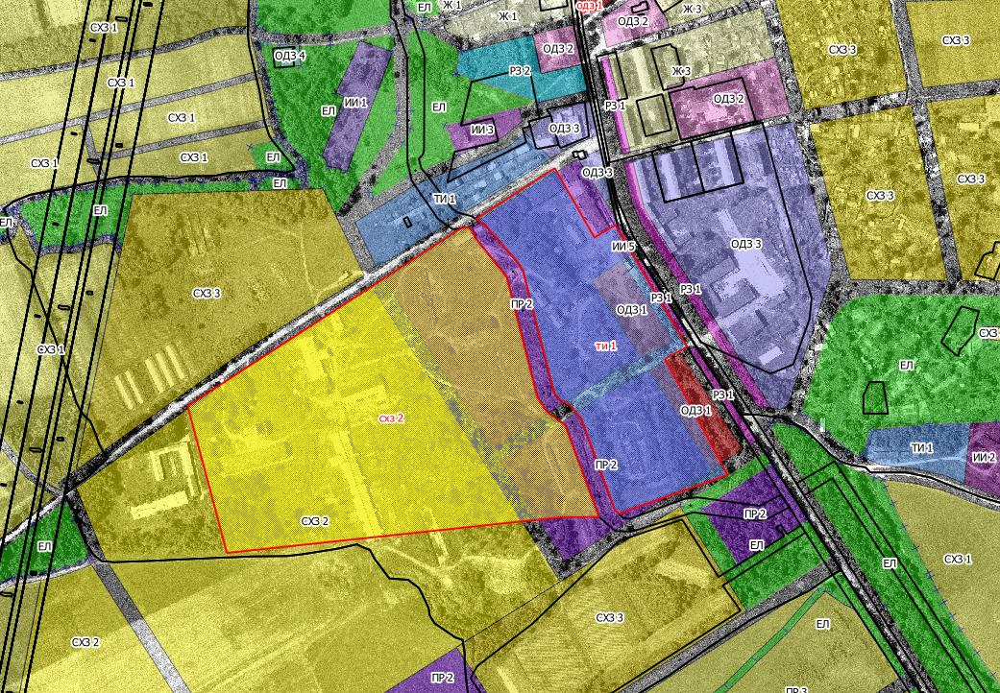 ЕЛ
Ж 1
ОДЗ 1
Ж 3
СХЗ 1
Ж 1
ОДЗ 2
СХЗ 3
СХЗ 3
ОДЗ 4
ОДЗ 2
РЗ 2
Ж 3
СХЗ 1
ИИ 1
ЕЛ
ЕЛ
РЗ 1
ОДЗ 2
СХЗ 1
ИИ 3
ОДЗ 3
СХЗ 1
СХЗ 1
ЕЛ
ОДЗ 3
СХЗ 3
ЕЛ
СХЗ 3
ТИ 1
ЕЛ
ЕЛ
ИИ 5
ОДЗ 3
СХЗ 3
РЗ 1
РЗ 1
ПР 2
ОДЗ 1
СХЗ
СХЗ 1
ти 1
ЕЛ
РЗ 1
ОДЗ 1
схз 2
ТИ 1
ИИ 2
ПР 2
ПР 2
СХЗ 2
ЕЛ
ЕЛ
ЕЛ
СХЗ 1
СХЗ 3
ЕЛ
СХЗ 2
ПР 2
ПР 3